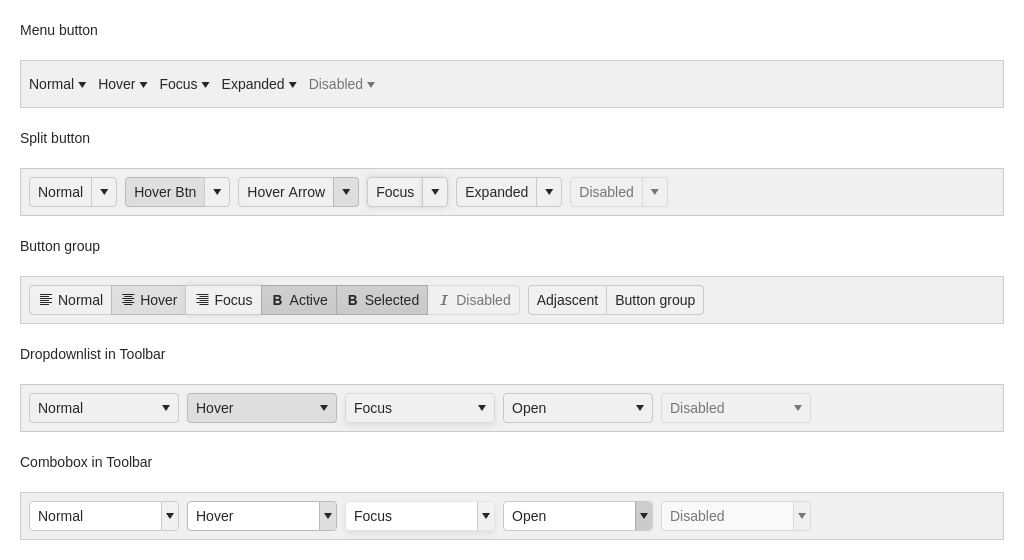 Menu button
Normal Hover Focus Expanded Disabled
Split button
Normal Hover Btn Hover Arrow Focus Expanded Disabled
Button group
Normal Hover Focus B Active B Selected I Disabled Adjascent Button group
Dropdownlist in Toolbar
Normal Hover Focus Open Disabled
Combobox in Toolbar
Normal Hover Focus Open Disabled